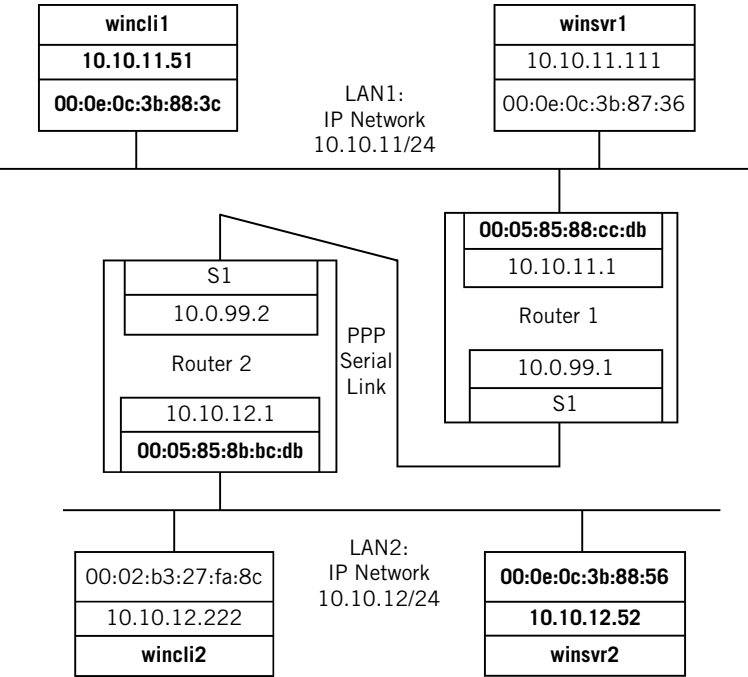 wincli1
10.10.11.51
00:0e:0c:3b:88:3c
LAN1:
IP Network
10.10.11/24
winsvr1
10.10.11.111
00:0e:0c:3b:87:36
00:05:85:88:cc:db
10.10.11.1
Router 1
10.0.99.1
S1
S1
10.0.99.2
Router 2
10.10.12.1
00:05:85:8b:bc:db
PPP
Serial
Link
00:02:b3:27:fa:8c
10.10.12.222
wincli2
LAN2:
IP Network
10.10.12/24
00:0e:0c:3b:88:56
10.10.12.52
winsvr2